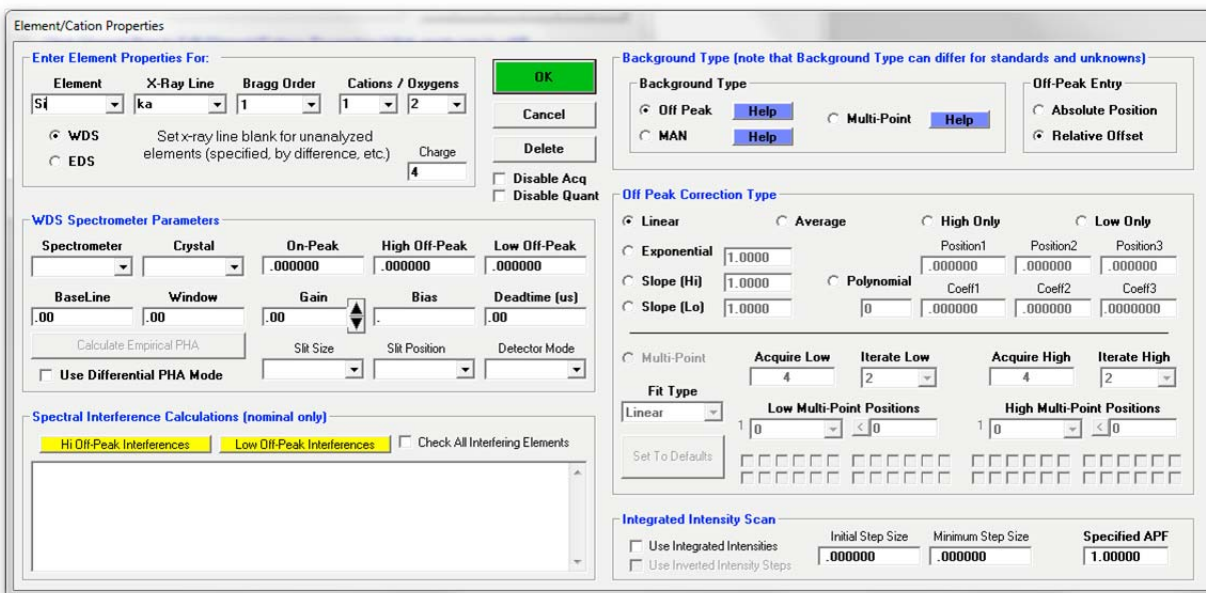 Element/Cation Properties
Enter Element Properties For:
Element X-Ray Line Bragg Order Cations / Oxygens
Si ka 1 1 2
WDS
EDS
Set x-ray line blank for unanalyzed
elements (specified, by difference, etc.)
Charge
4
OK
Cancel
Delete
Disable Acq
Disable Quant
WDS Spectrometer Parameters
Spectrometer Crystal On-Peak High Off-Peak Low Off-Peak
.000000 .000000 .000000
BaseLine Window Gain Bias Deadtime (us)
.00 .00 .00 . .00
Calculate Empirical PHA
Slit Size Slit Position Detector Mode
Use Differential PHA Mode
Spectral Interference Calculations (nominal only)
Hi Off-Peak Interferences Low Off-Peak Interferences Check All Interfering Elements
Background Type (note that Background Type can differ for standards and unknowns)
Background Type
Off Peak Help
MAN Help
Multi-Point Help
Off-Peak Entry
Absolute Position
Relative Offset
Off Peak Correction Type
Linear Average High Only Low Only
Exponential 1.0000
Slope (Hi) 1.0000
Slope (Lo) 1.0000
Polynomial
0
Position1 Position2 Position3
.000000 .000000 .000000
Coeff1 Coeff2 Coeff3
.000000 .000000 .0000000
Multi-Point
Acquire Low Iterate Low Acquire High Iterate High
4 2 4 2
Fit Type
Linear
Low Multi-Point Positions High Multi-Point Positions
1 0 < 0 1 0 < 0
Set To Defaults
Integrated Intensity Scan
Use Integrated Intensities
Use Inverted Intensity Steps
Initial Step Size Minimum Step Size Specified APF
.000000 .000000 1.00000